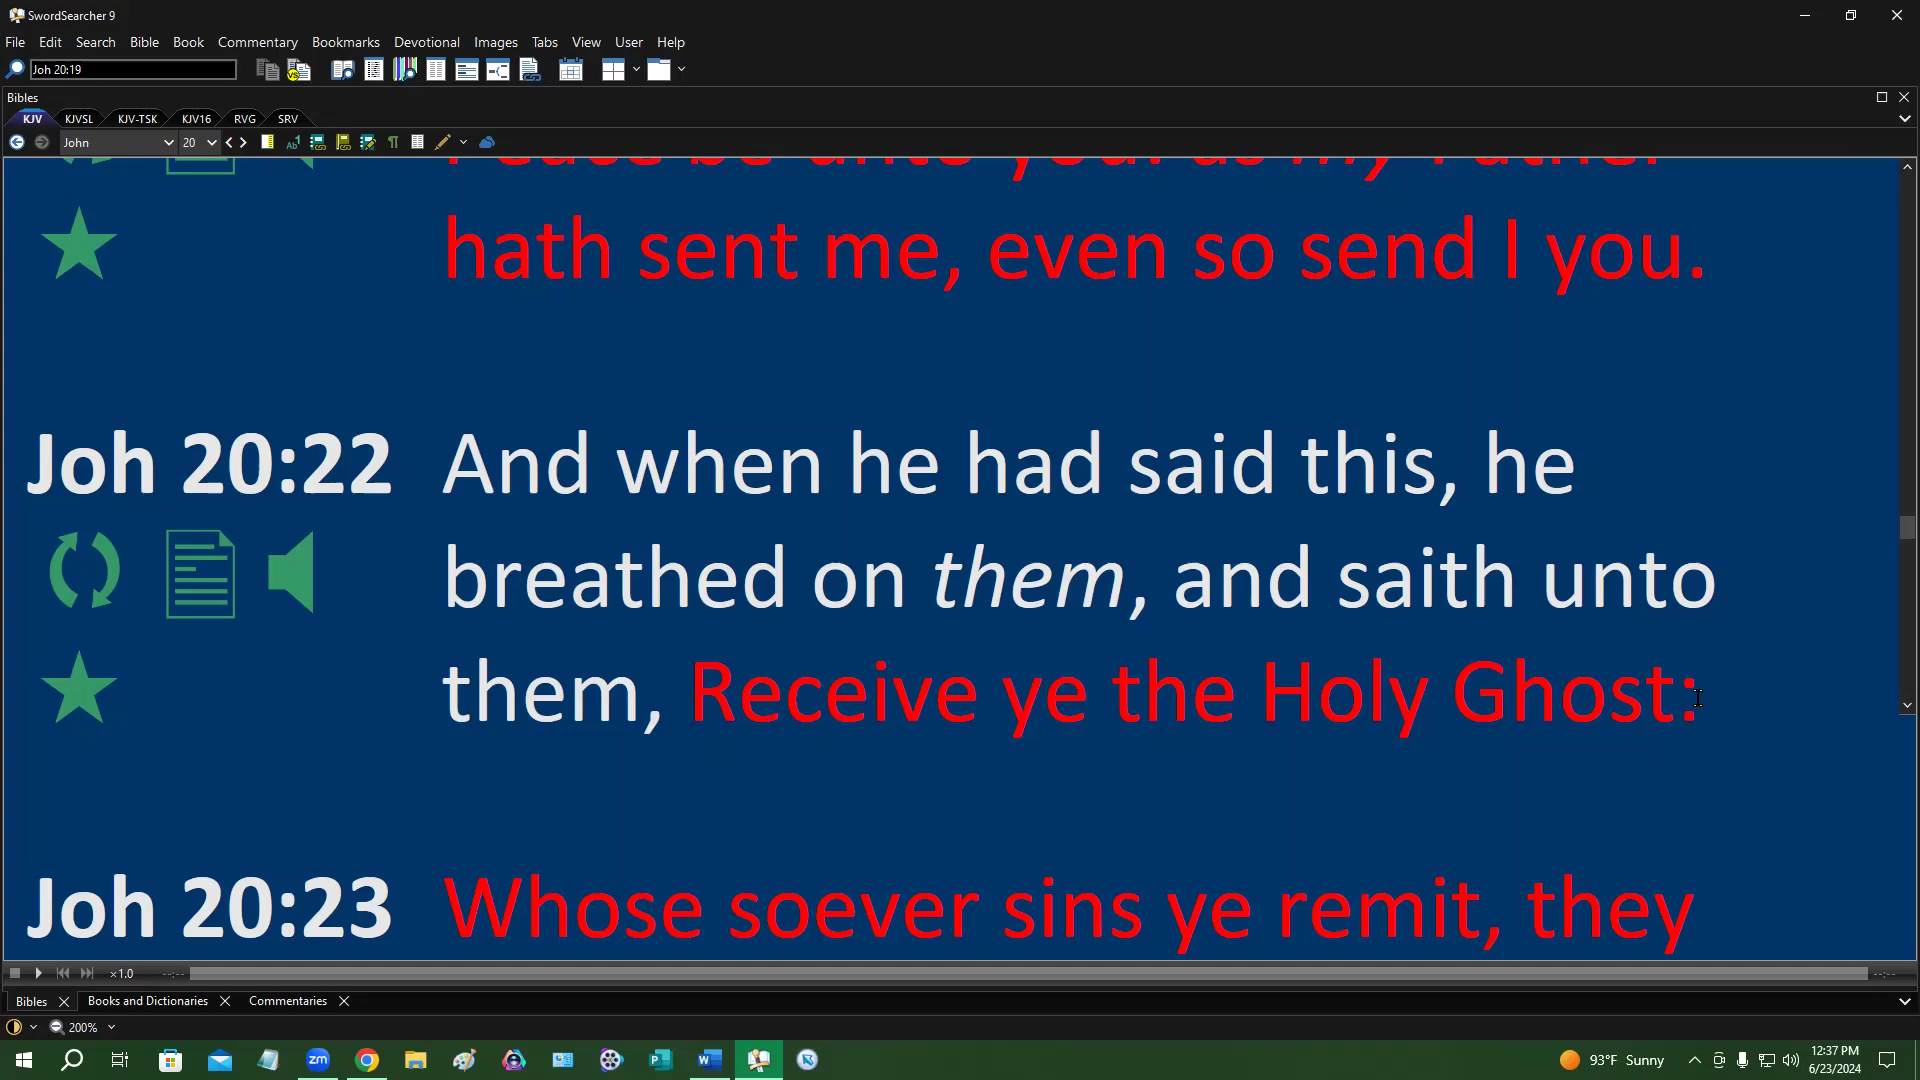 SwordSearcher 9
File Edit Search Bible Book Commentary Bookmarks Devotional Images Tabs View User Help
Joh 20:19
Bibles
KJV KJVSL KJV-TSK KJV16 RVG SRV
John 20
hath sent me, even so send I you.
Joh 20:22 And when he had said this, he
breathed on them, and saith unto
them, Receive ye the Holy Ghost:
Joh 20:23 Whose soever sins ye remit, they
×1.0 --:-- --:--
Bibles Books and Dictionaries Commentaries
200%
93°F Sunny
12:37 PM
6/23/2024